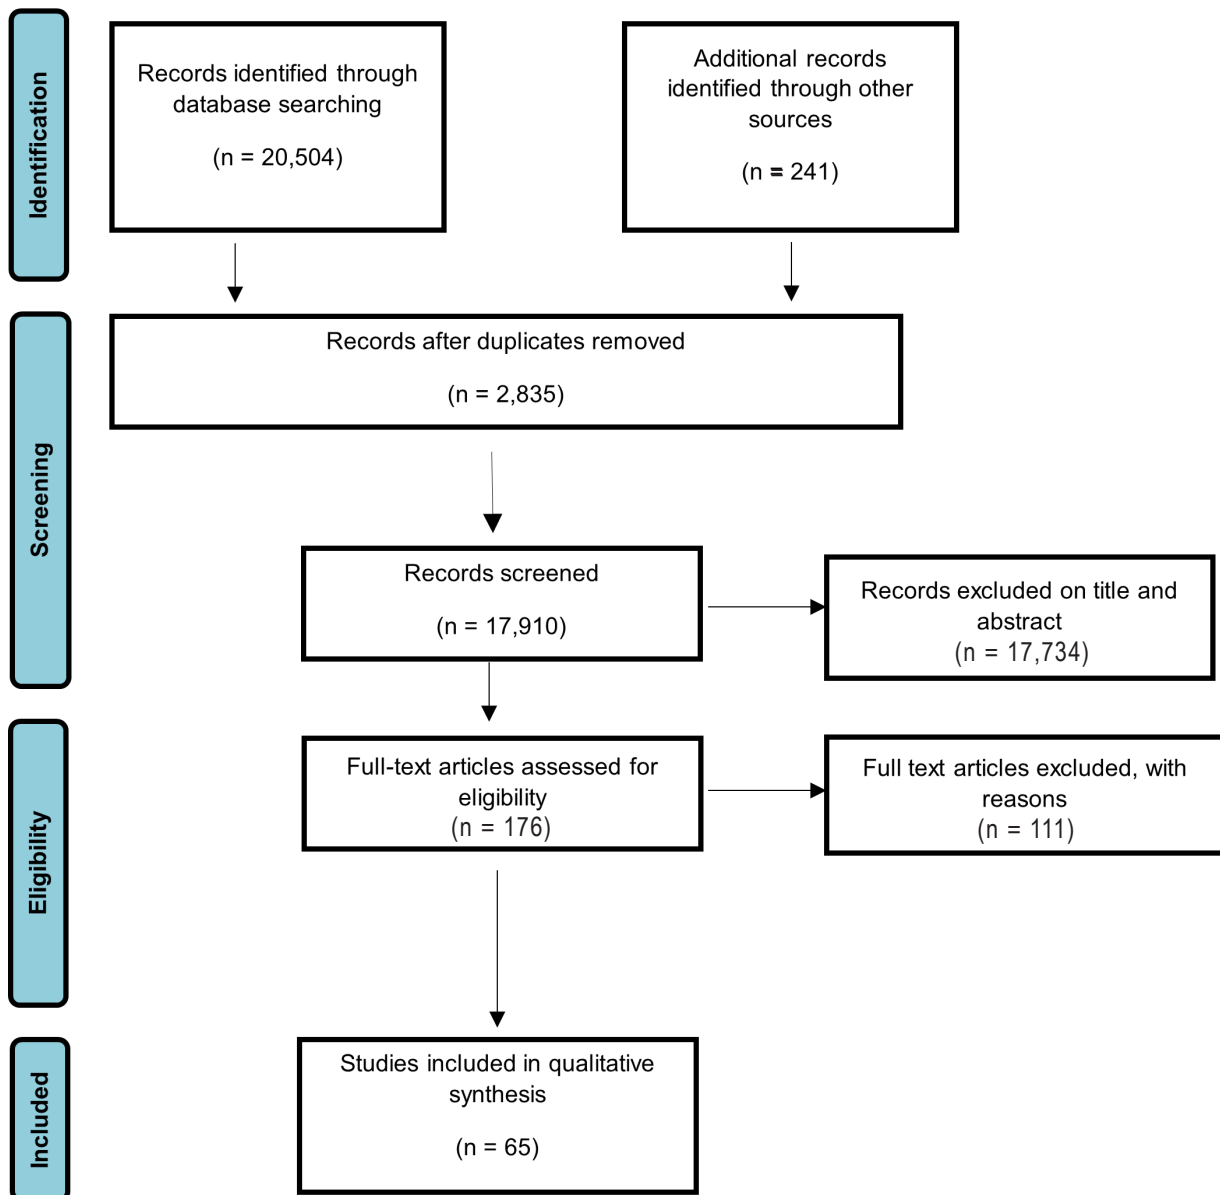 Identification
Records identified through
database searching
(n = 20,504)
Additional records
identified through other
sources
(n = 241)
Screening
Records after duplicates removed
(n = 2,835)
Records screened
(n = 17,910)
Records excluded on title and
abstract
(n = 17,734)
Eligibility
Full-text articles assessed for
eligibility
(n = 176)
Full text articles excluded, with
reasons
(n = 111)
Included
Studies included in qualitative
synthesis
(n = 65)